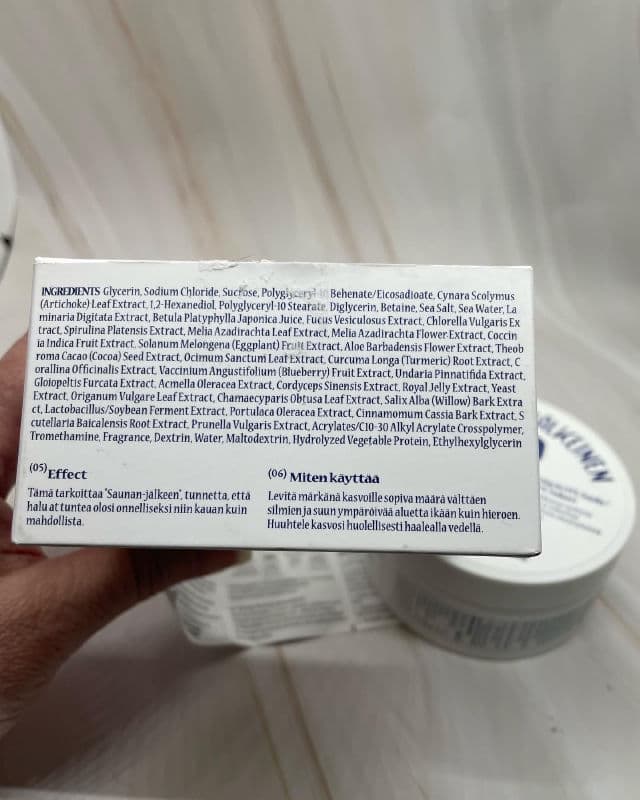 INGREDIENTS Glycerin, Sodium Chloride, Sucrose, Polyglyceryl-10 Behenate/Eicosadioate, Cynara Scolymus
(Artichoke) Leaf Extract, 1,2-Hexanediol, Polyglyceryl-10 Stearate, Diglycerin, Betaine, Sea Salt, Sea Water, La
minaria Digitata Extract, Betula Platyphylla Japonica Juice, Fucus Vesiculosus Extract, Chlorella Vulgaris Ex
tract, Spirulina Platensis Extract, Melia Azadirachta Leaf Extract, Melia Azadirachta Flower Extract, Coccin
ia Indica Fruit Extract, Solanum Melongena (Eggplant) Fruit Extract, Aloe Barbadensis Flower Extract, Theob
roma Cacao (Cocoa) Seed Extract, Ocimum Sanctum Leaf Extract, Curcuma Longa (Turmeric) Root Extract, C
orallina Officinalis Extract, Vaccinium Angustifolium (Blueberry) Fruit Extract, Undaria Pinnatifida Extract,
Gloiopeltis Furcata Extract, Acmella Oleracea Extract, Cordyceps Sinensis Extract, Royal Jelly Extract, Yeast
Extract, Origanum Vulgare Leaf Extract, Chamaecyparis Obtusa Leaf Extract, Salix Alba (Willow) Bark Extra
ct, Lactobacillus/Soybean Ferment Extract, Portulaca Oleracea Extract, Cinnamomum Cassia Bark Extract, S
cutellaria Baicalensis Root Extract, Prunella Vulgaris Extract, Acrylates/C10-30 Alkyl Acrylate Crosspolymer,
Tromethamine, Fragrance, Dextrin, Water, Maltodextrin, Hydrolyzed Vegetable Protein, Ethylhexylglycerin
(05) Effect
Tämä tarkoittaa "Saunan-jälkeen", tunnetta, että
halu at tuntea olosi onnelliseksi niin kauan kuin
mahdollista.
(06) Miten käyttää
Levitä märkänä kasvoille sopiva määrä välttäen
silmien ja suun ympäröivää aluetta ikään kuin hieroen.
Huuhtele kasvosi huolellisesti haalealla vedellä.